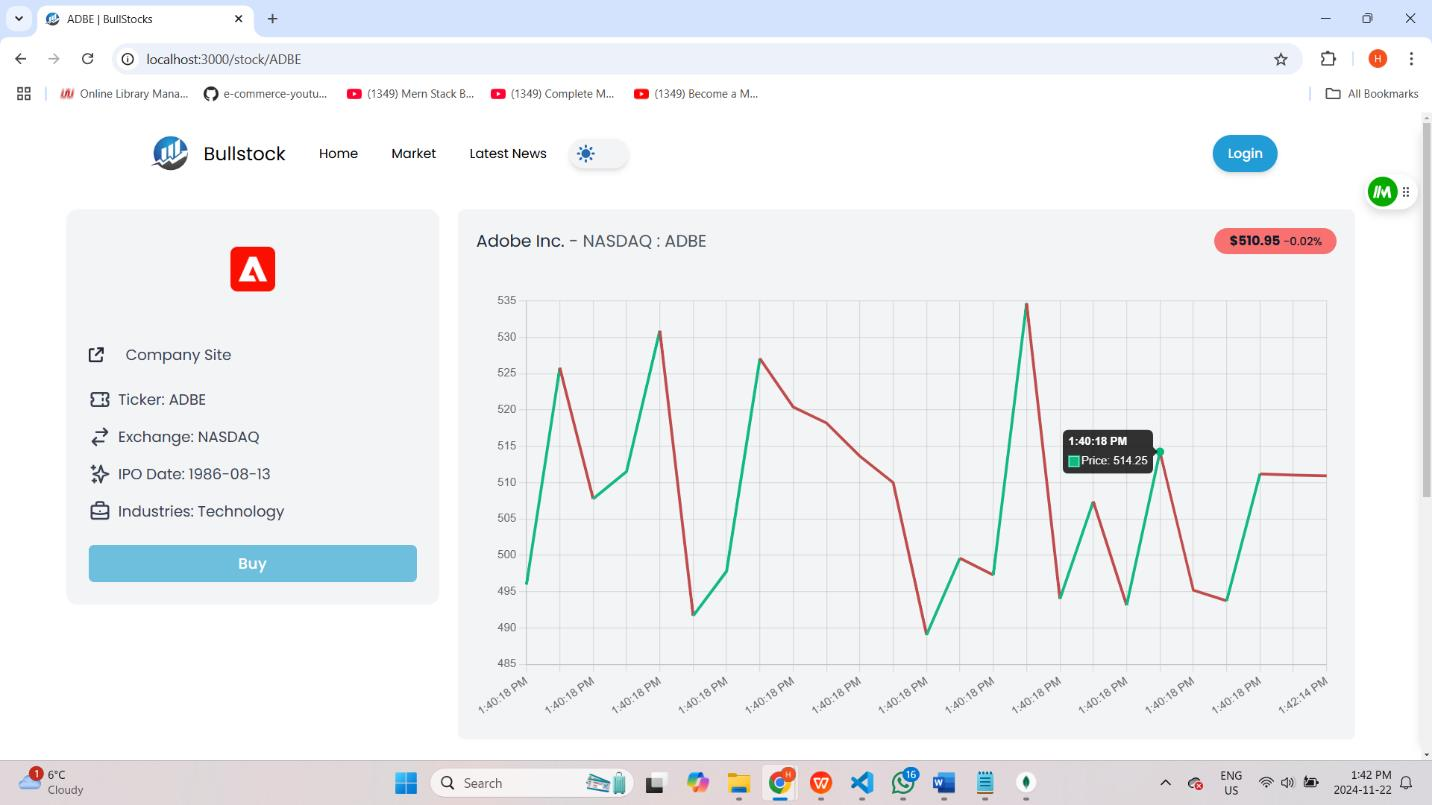 ADBE | BullStocks
localhost:3000/stock/ADBE
H
Online Library Mana...
e-commerce-youtu...
(1349) Mern Stack B...
(1349) Complete M...
(1349) Become a M...
All Bookmarks
Bullstock
Home
Market
Latest News
Login
Adobe Inc. - NASDAQ : ADBE
$510.95 -0.02%
Company Site
Ticker: ADBE
Exchange: NASDAQ
IPO Date: 1986-08-13
Industries: Technology
Buy
535
530
525
520
515
510
505
500
495
490
485
1:40:18 PM
Price: 514.25
1:40:18 PM
1:40:18 PM
1:40:18 PM
1:40:18 PM
1:40:18 PM
1:40:18 PM
1:40:18 PM
1:40:18 PM
1:40:18 PM
1:40:18 PM
1:40:18 PM
1:40:18 PM
1:42:14 PM
1
6°C
Cloudy
Search
H
16
ENG
US
1:42 PM
2024-11-22